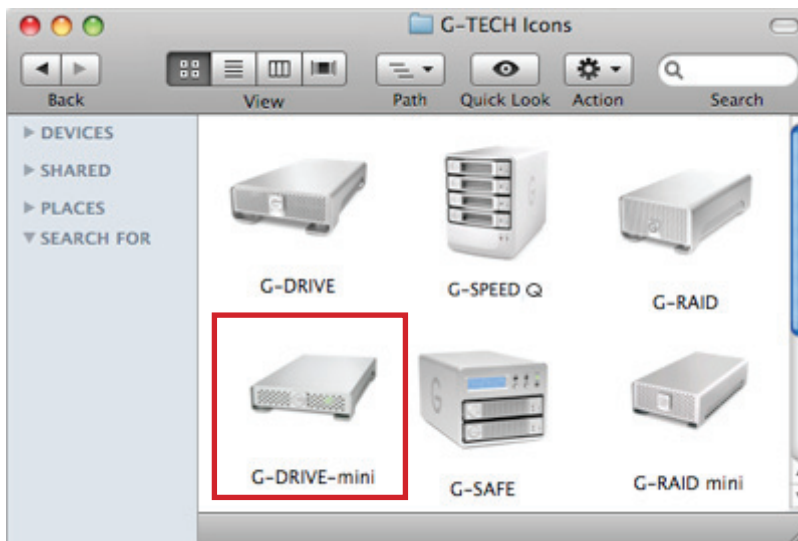 G-TECH Icons
Back View Path Quick Look Action Search
DEVICES
SHARED
PLACES
SEARCH FOR
G-DRIVE G-SPEED Q G-RAID
G-DRIVE-mini G-SAFE G-RAID mini